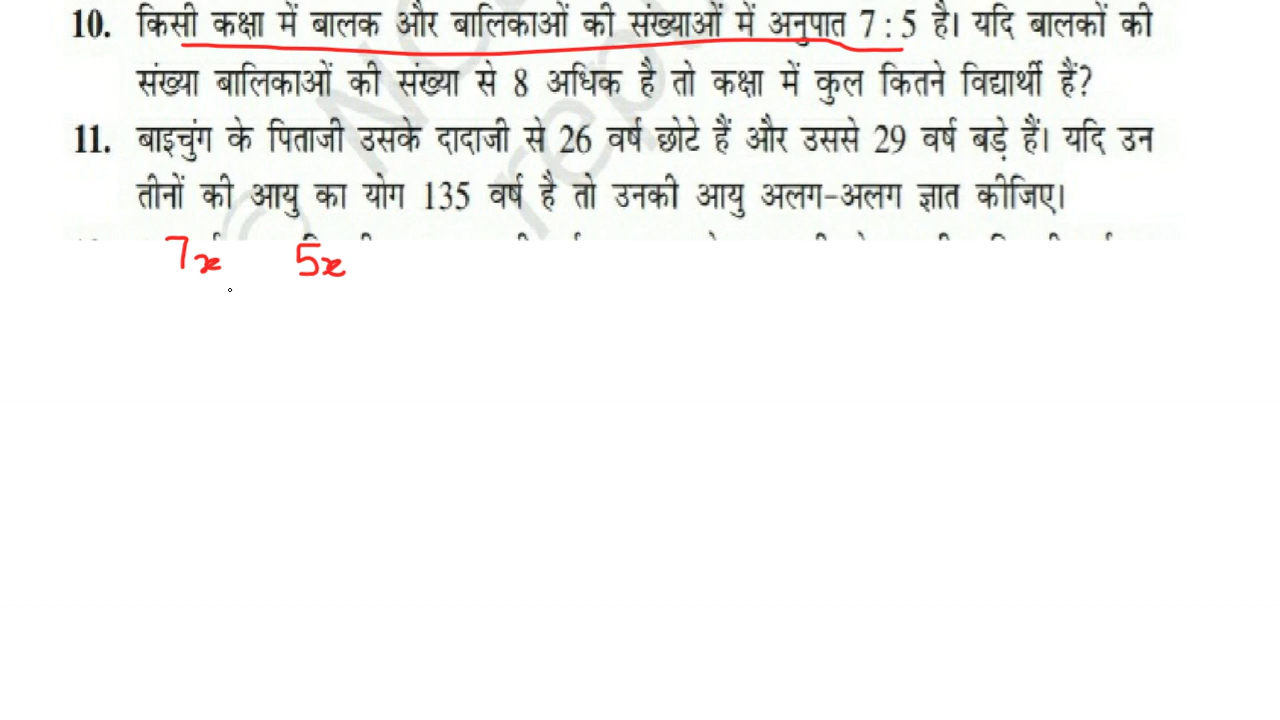 10. किसी कक्षा में बालक और बालिकाओं की संख्याओं में अनुपात 7 : 5 है। यदि बालकों की
संख्या बालिकाओं की संख्या से 8 अधिक है तो कक्षा में कुल कितने विद्यार्थी हैं?
11. बाइचुंग के पिताजी उसके दादाजी से 26 वर्ष छोटे हैं और उससे 29 वर्ष बड़े हैं। यदि उन
तीनों की आयु का योग 135 वर्ष है तो उनकी आयु अलग-अलग ज्ञात कीजिए।
7x 5x